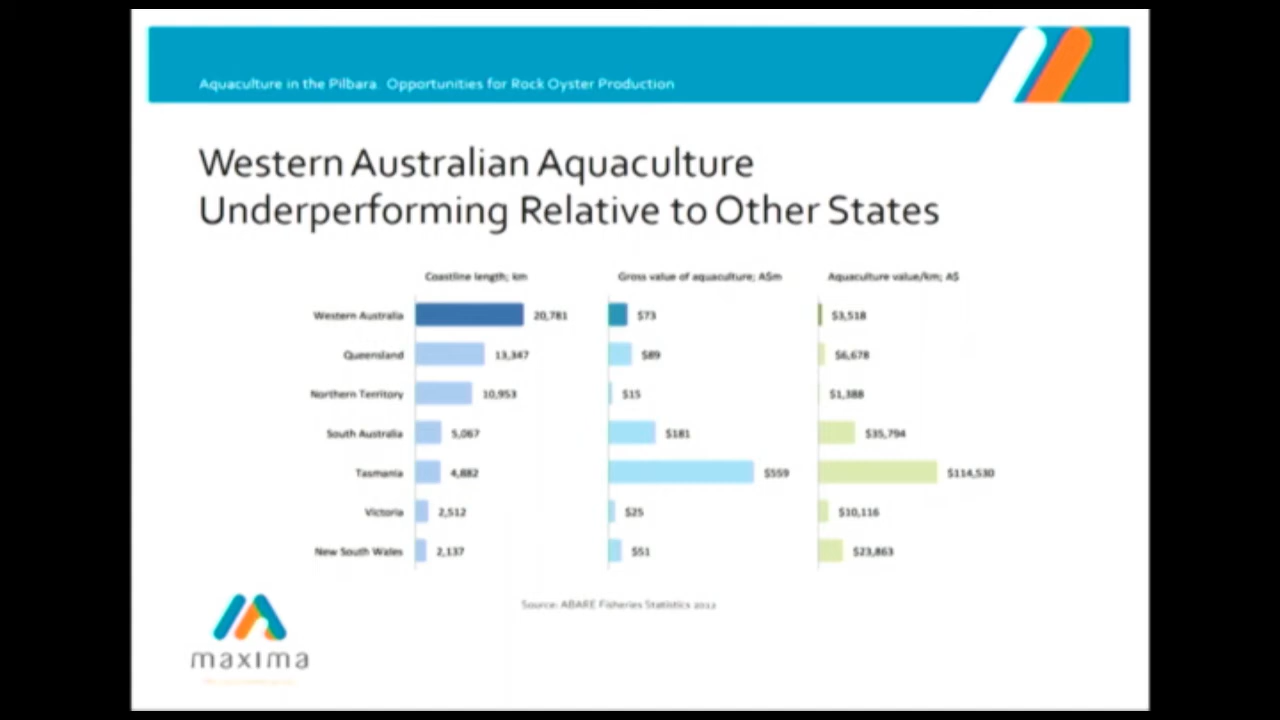 Aquaculture in the Pilbara. Opportunities for Rock Oyster Production
Western Australian Aquaculture
Underperforming Relative to Other States
Coastline length; km Gross value of aquaculture; A$m Aquaculture value/km; A$
Western Australia 20,781 $73 $3,518
Queensland 13,347 $89 $6,678
Northern Territory 10,953 $15 $1,388
South Australia 5,067 $181 $35,794
Tasmania 4,882 $559 $114,530
Victoria 2,512 $25 $10,116
New South Wales 2,137 $51 $23,863
Source: ABARE Fisheries Statistics 2012
maxima